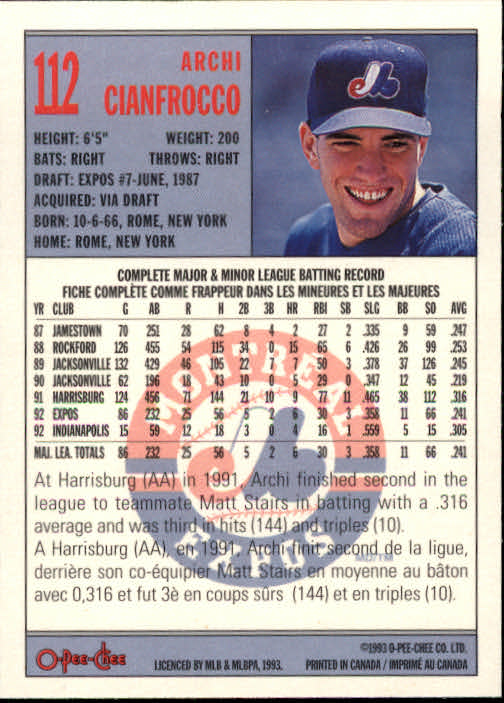 112
ARCHI
CIANFROCCO
HEIGHT: 6'5" WEIGHT: 200
BATS: RIGHT THROWS: RIGHT
DRAFT: EXPOS #7-JUNE, 1987
ACQUIRED: VIA DRAFT
BORN: 10-6-66, ROME, NEW YORK
HOME: ROME, NEW YORK
COMPLETE MAJOR & MINOR LEAGUE BATTING RECORD
FICHE COMPLÈTE COMME FRAPPEUR DANS LES MINEURES ET LES MAJEURES
YR CLUB G AB R H 2B 3B HR RBI SB SLG BB SO AVG
87 JAMESTOWN 70 251 28 62 8 4 2 27 2 .335 9 59 .247
88 ROCKFORD 126 455 54 115 34 0 15 65 6 .426 26 99 .253
89 JACKSONVILLE 132 429 46 105 22 7 7 50 3 .378 37 126 .245
90 JACKSONVILLE 62 196 18 43 10 0 5 29 0 .347 12 45 .219
91 HARRISBURG 124 456 71 144 21 10 9 77 11 .465 38 112 .316
92 EXPOS 86 232 25 56 5 2 6 30 3 .358 11 66 .241
92 INDIANAPOLIS 15 59 12 18 3 0 4 16 1 .559 5 15 .305
MAJ. LEA. TOTALS 86 232 25 56 5 2 6 30 3 .358 11 66 .241
MONTREAL
EXPOS
MD/TM
At Harrisburg (AA) in 1991, Archi finished second in the
league to teammate Matt Stairs in batting with a .316
average and was third in hits (144) and triples (10).
A Harrisburg (AA), en 1991, Archi finit second de la ligue,
derrière son co-équipier Matt Stairs en moyenne au bâton
avec 0,316 et fut 3è en coups sûrs (144) et en triples (10).
O-Pee-Chee
LICENCED BY MLB & MLBPA, 1993.
©1993 O-PEE-CHEE CO. LTD.
PRINTED IN CANADA / IMPRIMÉ AU CANADA